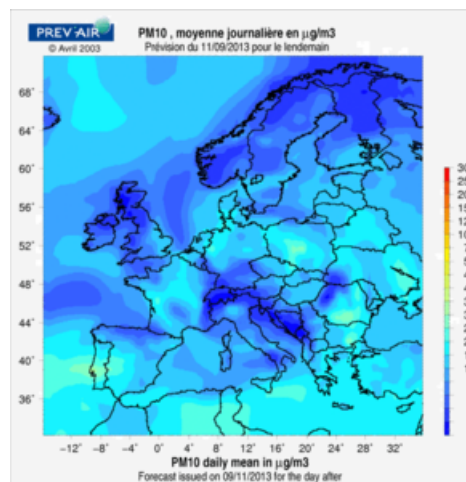 PREV'AIR
© Avril 2003
PM10 , moyenne journalière en µg/m3
Prévision du 11/09/2013 pour le lendemain
68°
64°
60°
56°
52°
48°
44°
40°
36°
−12° −8° −4° 0° 4° 8° 12° 16° 20° 24° 28° 32°
PM10 daily mean in µg/m3
Forecast issued on 09/11/2013 for the day after